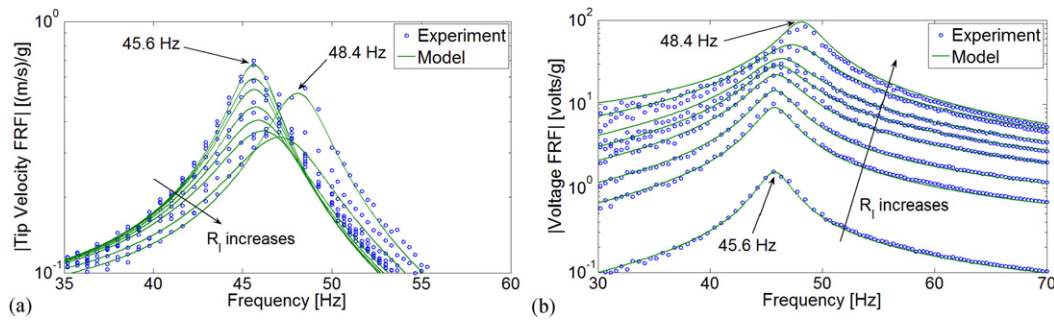 |Tip Velocity FRF| [(m/s)/g]
10^0
10^-1
45.6 Hz
48.4 Hz
Experiment
Model
R_l increases
35 40 45 50 55 60
Frequency [Hz]
(a)
|Voltage FRF| [volts/g]
10^2
10^1
10^0
10^-1
48.4 Hz
Experiment
Model
R_l increases
45.6 Hz
30 40 50 60 70
Frequency [Hz]
(b)